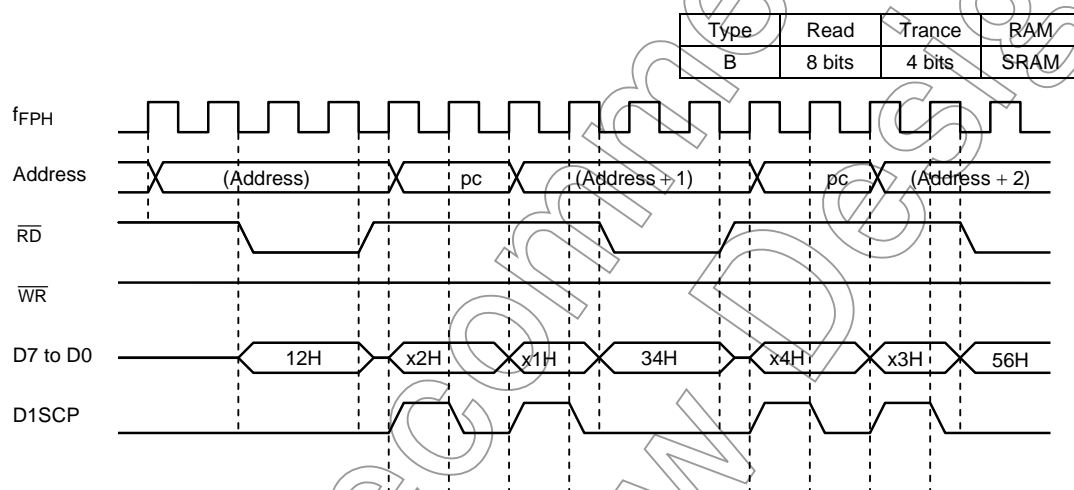 Type Read Trance RAM
B 8 bits 4 bits SRAM
fFPH
Address (Address) pc (Address + 1) pc (Address + 2)
RD
WR
D7 to D0 12H x2H x1H 34H x4H x3H 56H
D1SCP